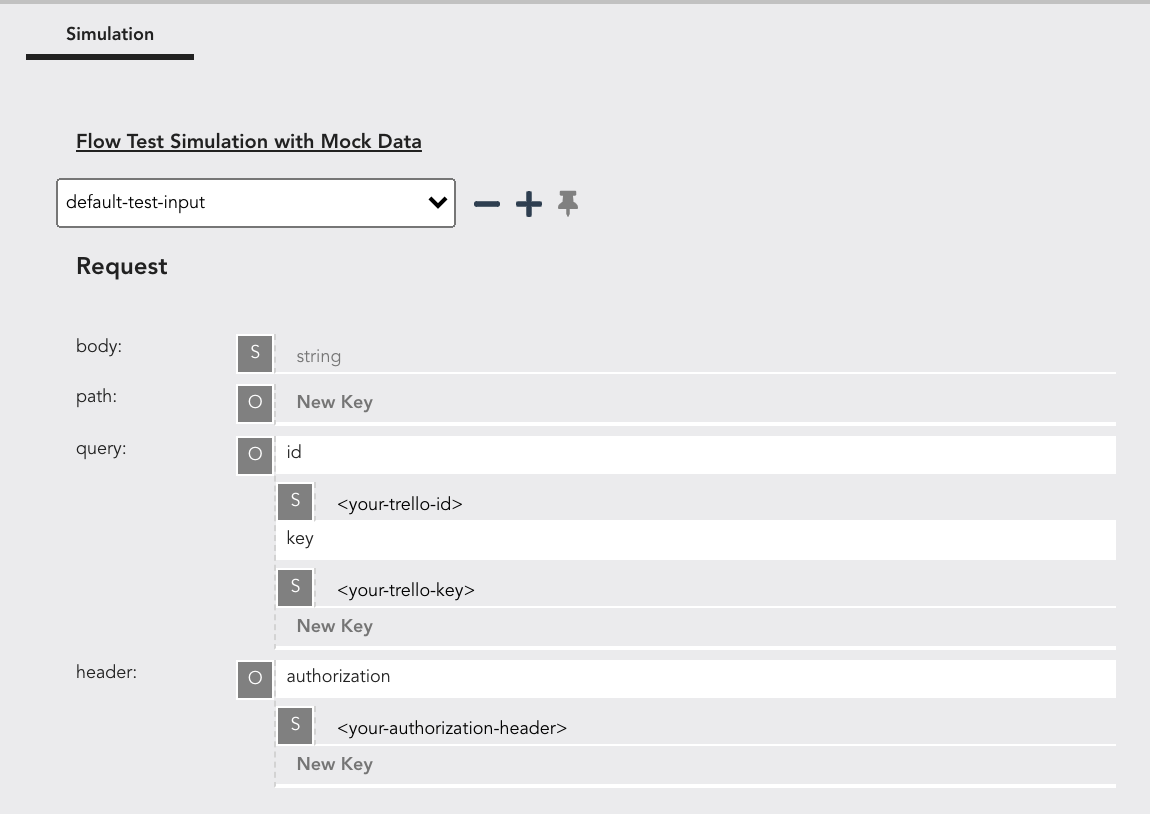 Simulation
Flow Test Simulation with Mock Data
default-test-input
Request
body:
S
string
path:
O
New Key
query:
O
id
S
<your-trello-id>
key
S
<your-trello-key>
New Key
header:
O
authorization
S
<your-authorization-header>
New Key